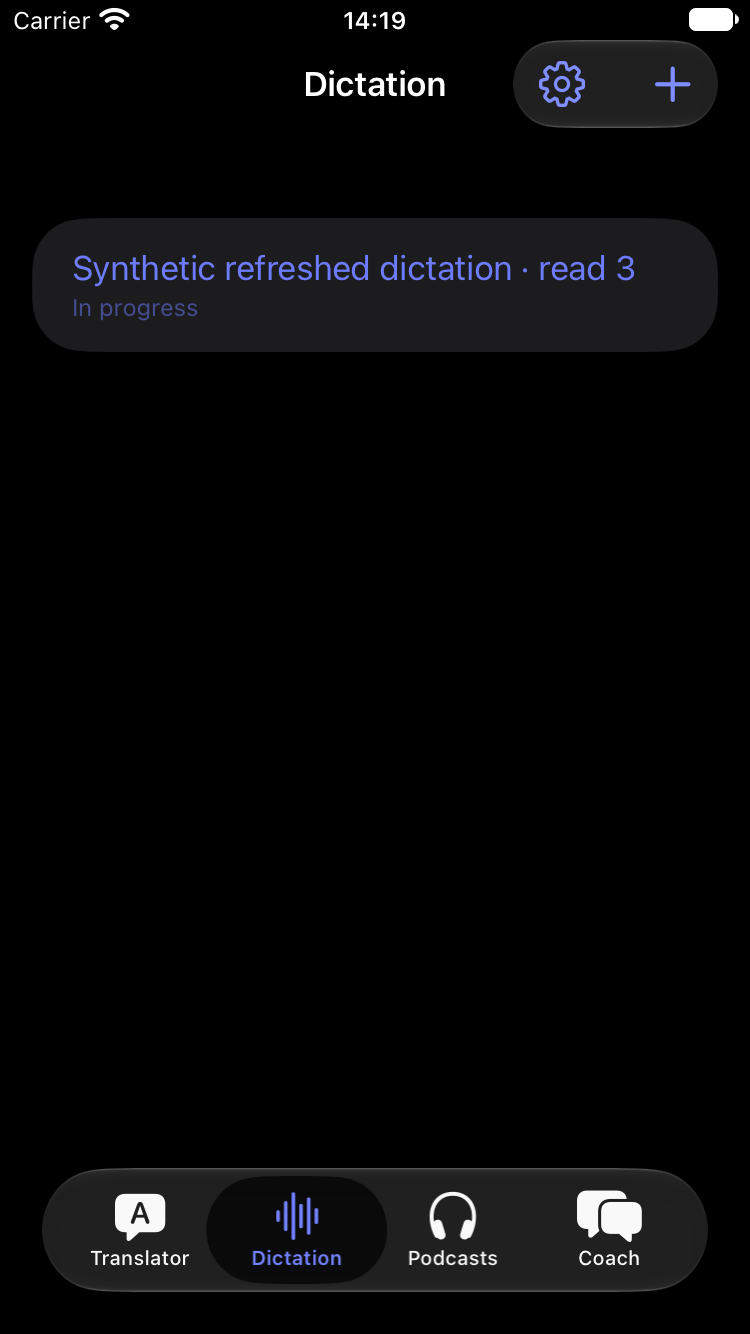 Carrier 14:19
Dictation
Synthetic refreshed dictation · read 3
In progress
A
Translator Dictation Podcasts Coach